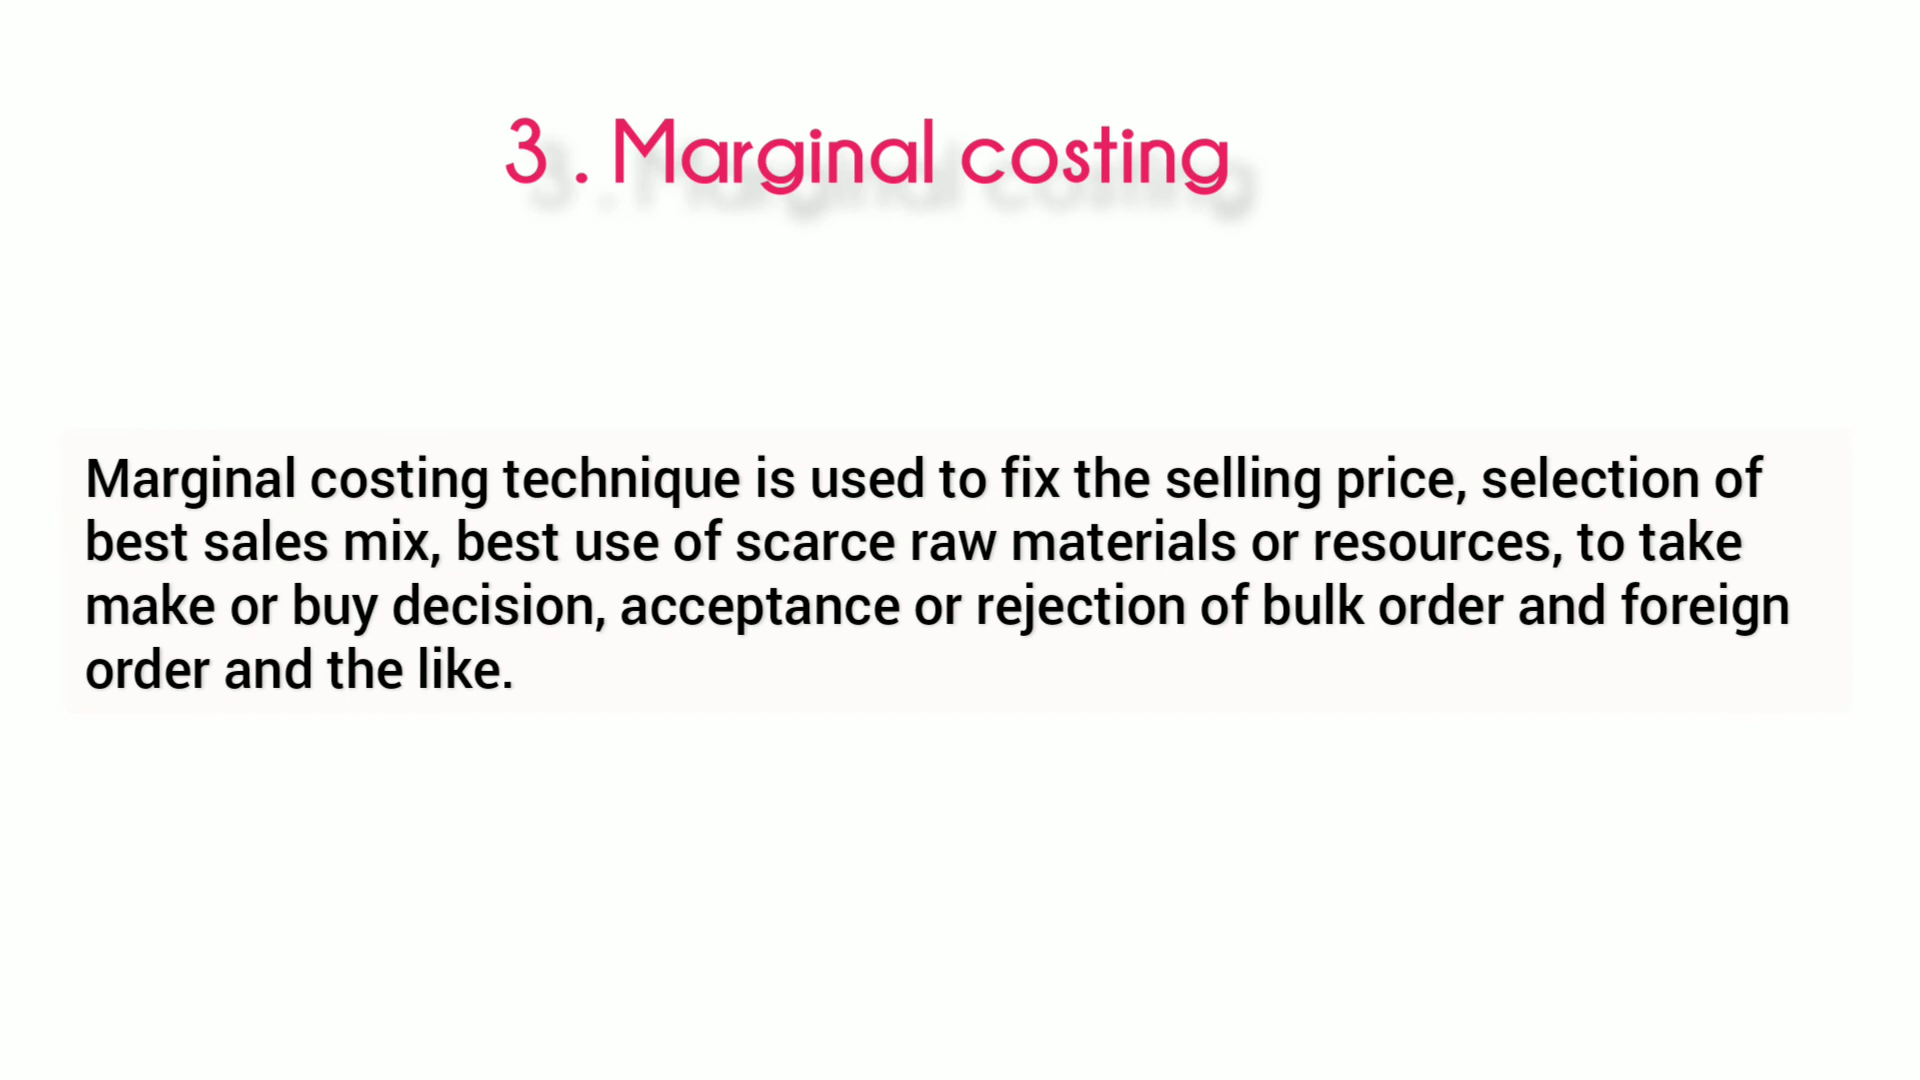 3 . Marginal costing
Marginal costing technique is used to fix the selling price, selection of
best sales mix, best use of scarce raw materials or resources, to take
make or buy decision, acceptance or rejection of bulk order and foreign
order and the like.